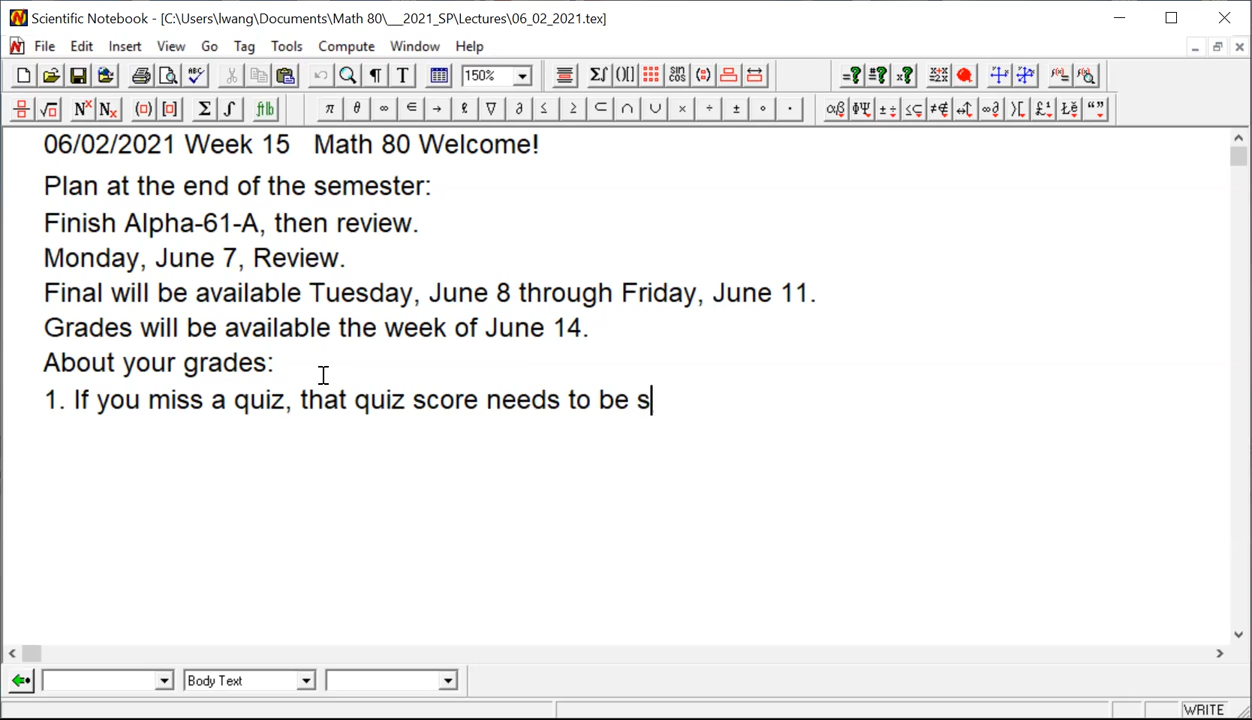 Scientific Notebook - [C:\Users\lwang\Documents\Math 80\__2021_SP\Lectures\06_02_2021.tex]
File Edit Insert View Go Tag Tools Compute Window Help
150%
06/02/2021 Week 15 Math 80 Welcome!
Plan at the end of the semester:
Finish Alpha-61-A, then review.
Monday, June 7, Review.
Final will be available Tuesday, June 8 through Friday, June 11.
Grades will be available the week of June 14.
About your grades:
1. If you miss a quiz, that quiz score needs to be s
Body Text
WRITE